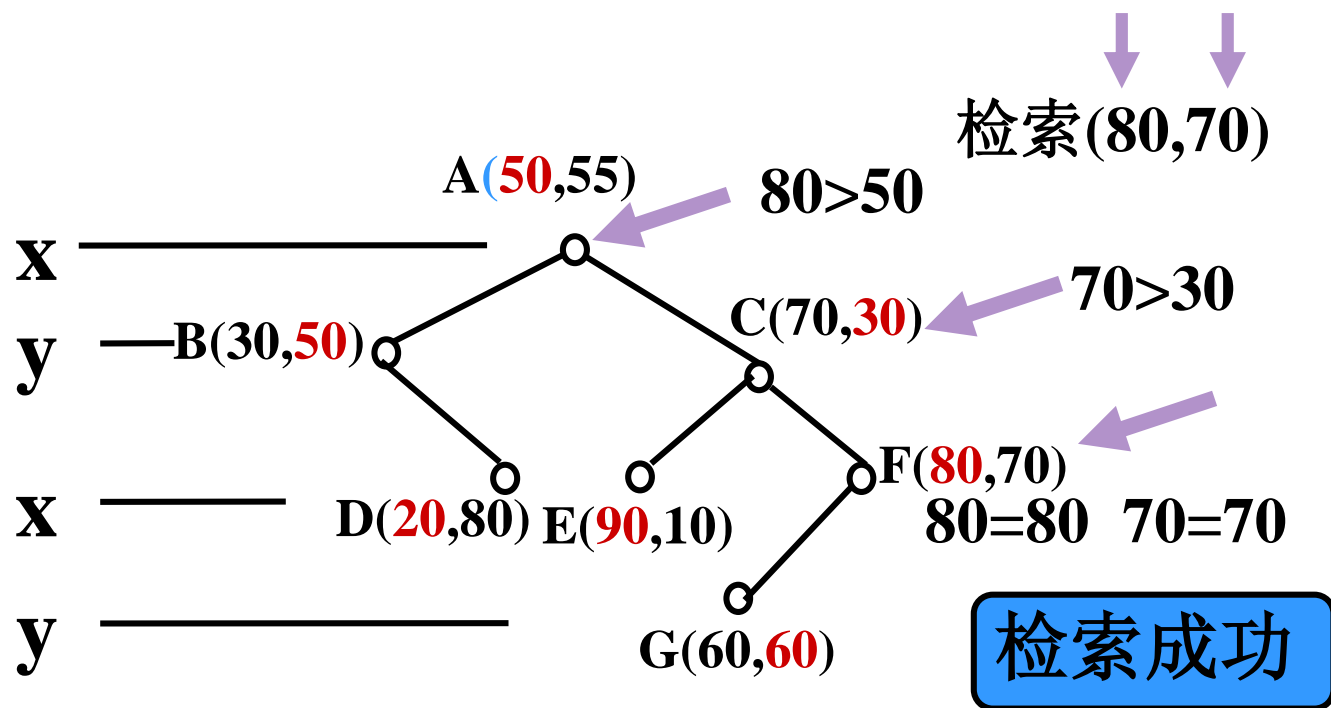 检索(80,70)
A(50,55)
80>50
x
C(70,30)
70>30
y
B(30,50)
F(80,70)
x
D(20,80)
E(90,10)
80=80 70=70
y
G(60,60)
检索成功